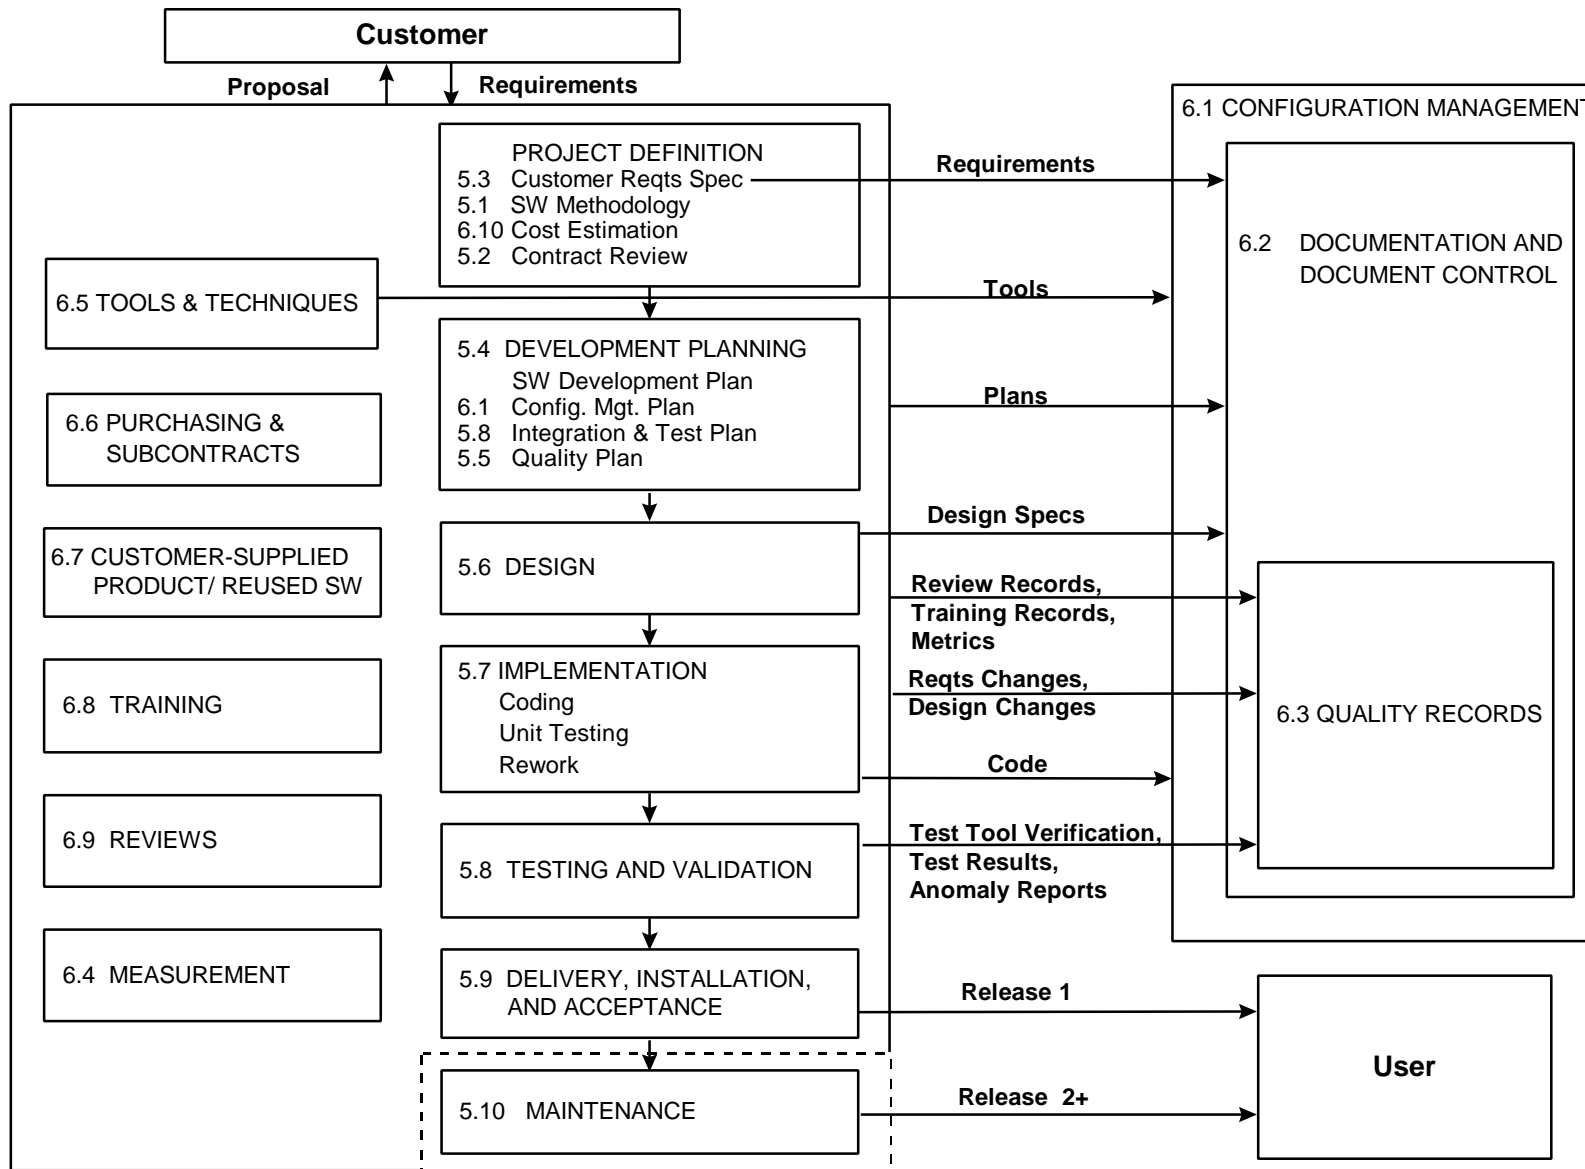 Customer
Proposal
Requirements
PROJECT DEFINITION
5.3 Customer Reqts Spec
5.1 SW Methodology
6.10 Cost Estimation
5.2 Contract Review
6.5 TOOLS & TECHNIQUES
5.4 DEVELOPMENT PLANNING
SW Development Plan
6.1 Config. Mgt. Plan
5.8 Integration & Test Plan
5.5 Quality Plan
6.6 PURCHASING &
SUBCONTRACTS
5.6 DESIGN
6.7 CUSTOMER-SUPPLIED
PRODUCT/ REUSED SW
5.7 IMPLEMENTATION
Coding
Unit Testing
Rework
6.8 TRAINING
6.9 REVIEWS
5.8 TESTING AND VALIDATION
6.4 MEASUREMENT
5.9 DELIVERY, INSTALLATION,
AND ACCEPTANCE
5.10 MAINTENANCE
Requirements
Tools
Plans
Design Specs
Review Records,
Training Records,
Metrics
Reqts Changes,
Design Changes
Code
Test Tool Verification,
Test Results,
Anomaly Reports
Release 1
Release 2+
6.1 CONFIGURATION MANAGEMENT
6.2 DOCUMENTATION AND
DOCUMENT CONTROL
6.3 QUALITY RECORDS
User